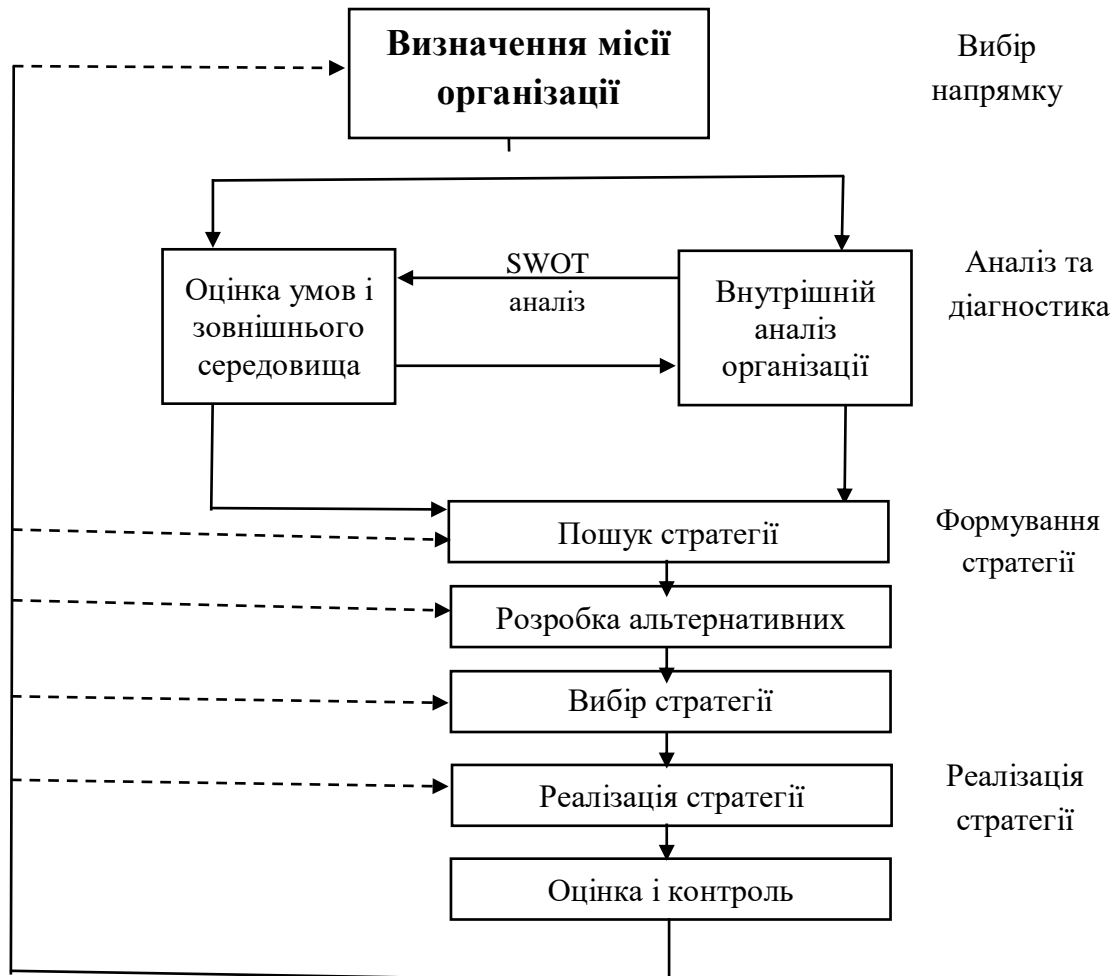 Визначення місії
організації
Вибір
напрямку
Оцінка умов і
зовнішнього
середовища
SWOT
аналіз
Внутрішній
аналіз
організації
Аналіз та
діагностика
Пошук стратегії
Формування
стратегії
Розробка альтернативних
Вибір стратегії
Реалізація стратегії
Реалізація
стратегії
Оцінка і контроль